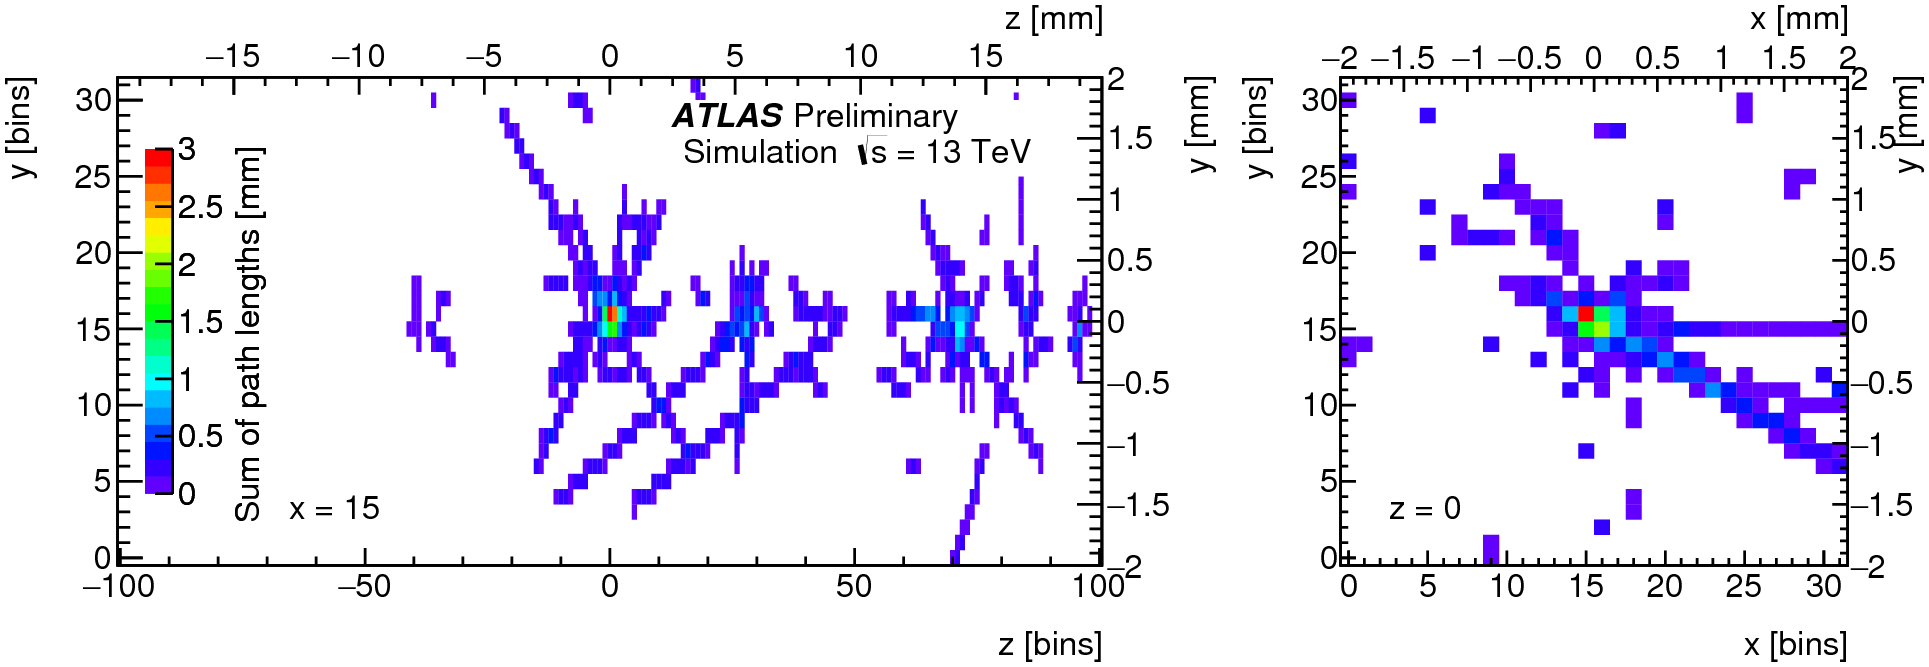 z [mm]
−15 −10 −5 0 5 10 15
y [bins]
30
25
20
15
10
5
0
2
1.5
1
0.5
0
−0.5
−1
−1.5
−2
y [mm]
ATLAS Preliminary
Simulation √s = 13 TeV
3
2.5
2
1.5
1
0.5
0
Sum of path lengths [mm]
x = 15
−100 −50 0 50 100
z [bins]
x [mm]
−2 −1.5 −1 −0.5 0 0.5 1 1.5 2
y [bins]
30
25
20
15
10
5
0
2
1.5
1
0.5
0
−0.5
−1
−1.5
−2
y [mm]
z = 0
0 5 10 15 20 25 30
x [bins]